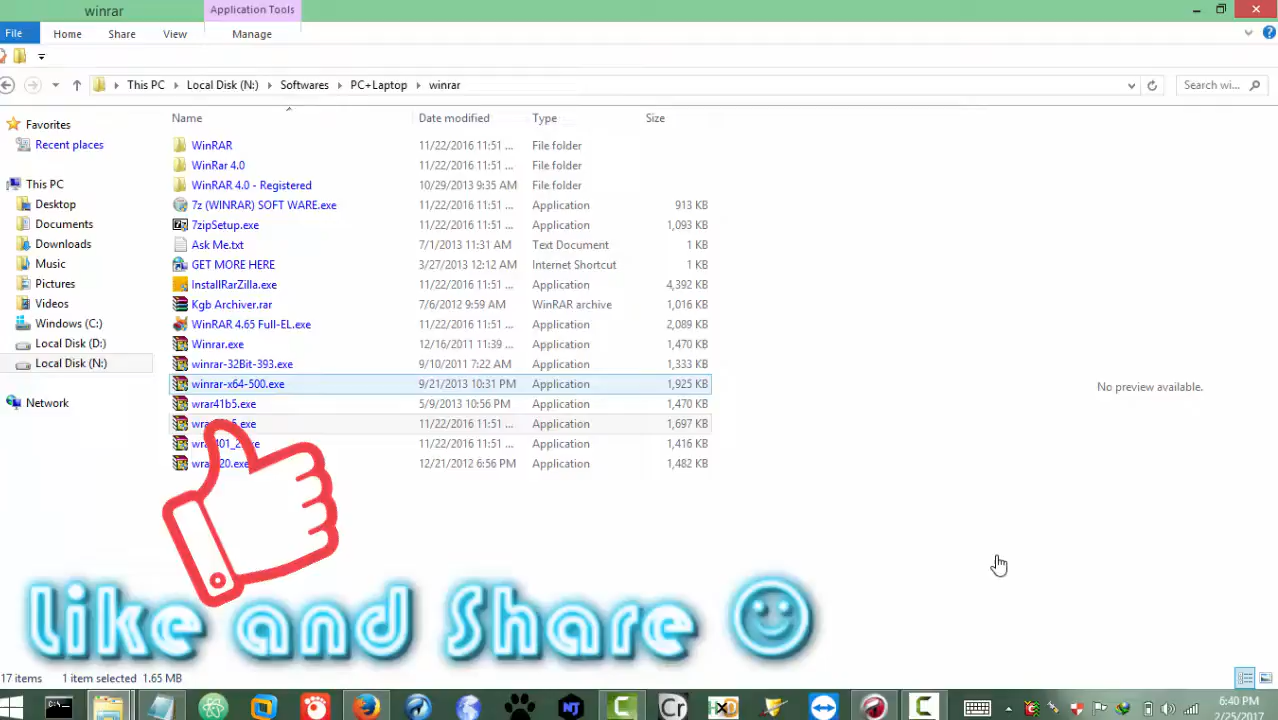 winrar
Application Tools
File
Home
Share
View
Manage
This PC
Local Disk (N:)
Softwares
PC+Laptop
winrar
Search wi...
Name
Date modified
Type
Size
Favorites
Recent places
This PC
Desktop
Documents
Downloads
Music
Pictures
Videos
Windows (C:)
Local Disk (D:)
Local Disk (N:)
Network
WinRAR 11/22/2016 11:51 ... File folder
WinRar 4.0 11/22/2016 11:51 ... File folder
WinRAR 4.0 - Registered 10/29/2013 9:35 AM File folder
7z (WINRAR) SOFT WARE.exe 11/22/2016 11:51 ... Application 913 KB
7zipSetup.exe 11/22/2016 11:51 ... Application 1,093 KB
Ask Me.txt 7/1/2013 11:31 AM Text Document 1 KB
GET MORE HERE 3/27/2013 12:12 AM Internet Shortcut 1 KB
InstallRarZilla.exe 11/22/2016 11:51 ... Application 4,392 KB
Kgb Archiver.rar 7/6/2012 9:59 AM WinRAR archive 1,016 KB
WinRAR 4.65 Full-EL.exe 11/22/2016 11:51 ... Application 2,089 KB
Winrar.exe 12/16/2011 11:39 ... Application 1,470 KB
winrar-32Bit-393.exe 9/10/2011 7:22 AM Application 1,333 KB
winrar-x64-500.exe 9/21/2013 10:31 PM Application 1,925 KB
wrar41b5.exe 5/9/2013 10:56 PM Application 1,470 KB
11/22/2016 11:51 ... Application 1,697 KB
11/22/2016 11:51 ... Application 1,416 KB
12/21/2012 6:56 PM Application 1,482 KB
No preview available.
Like and Share
17 items 1 item selected 1.65 MB
Cr
HXD
NT
6:40 PM
2/25/2017